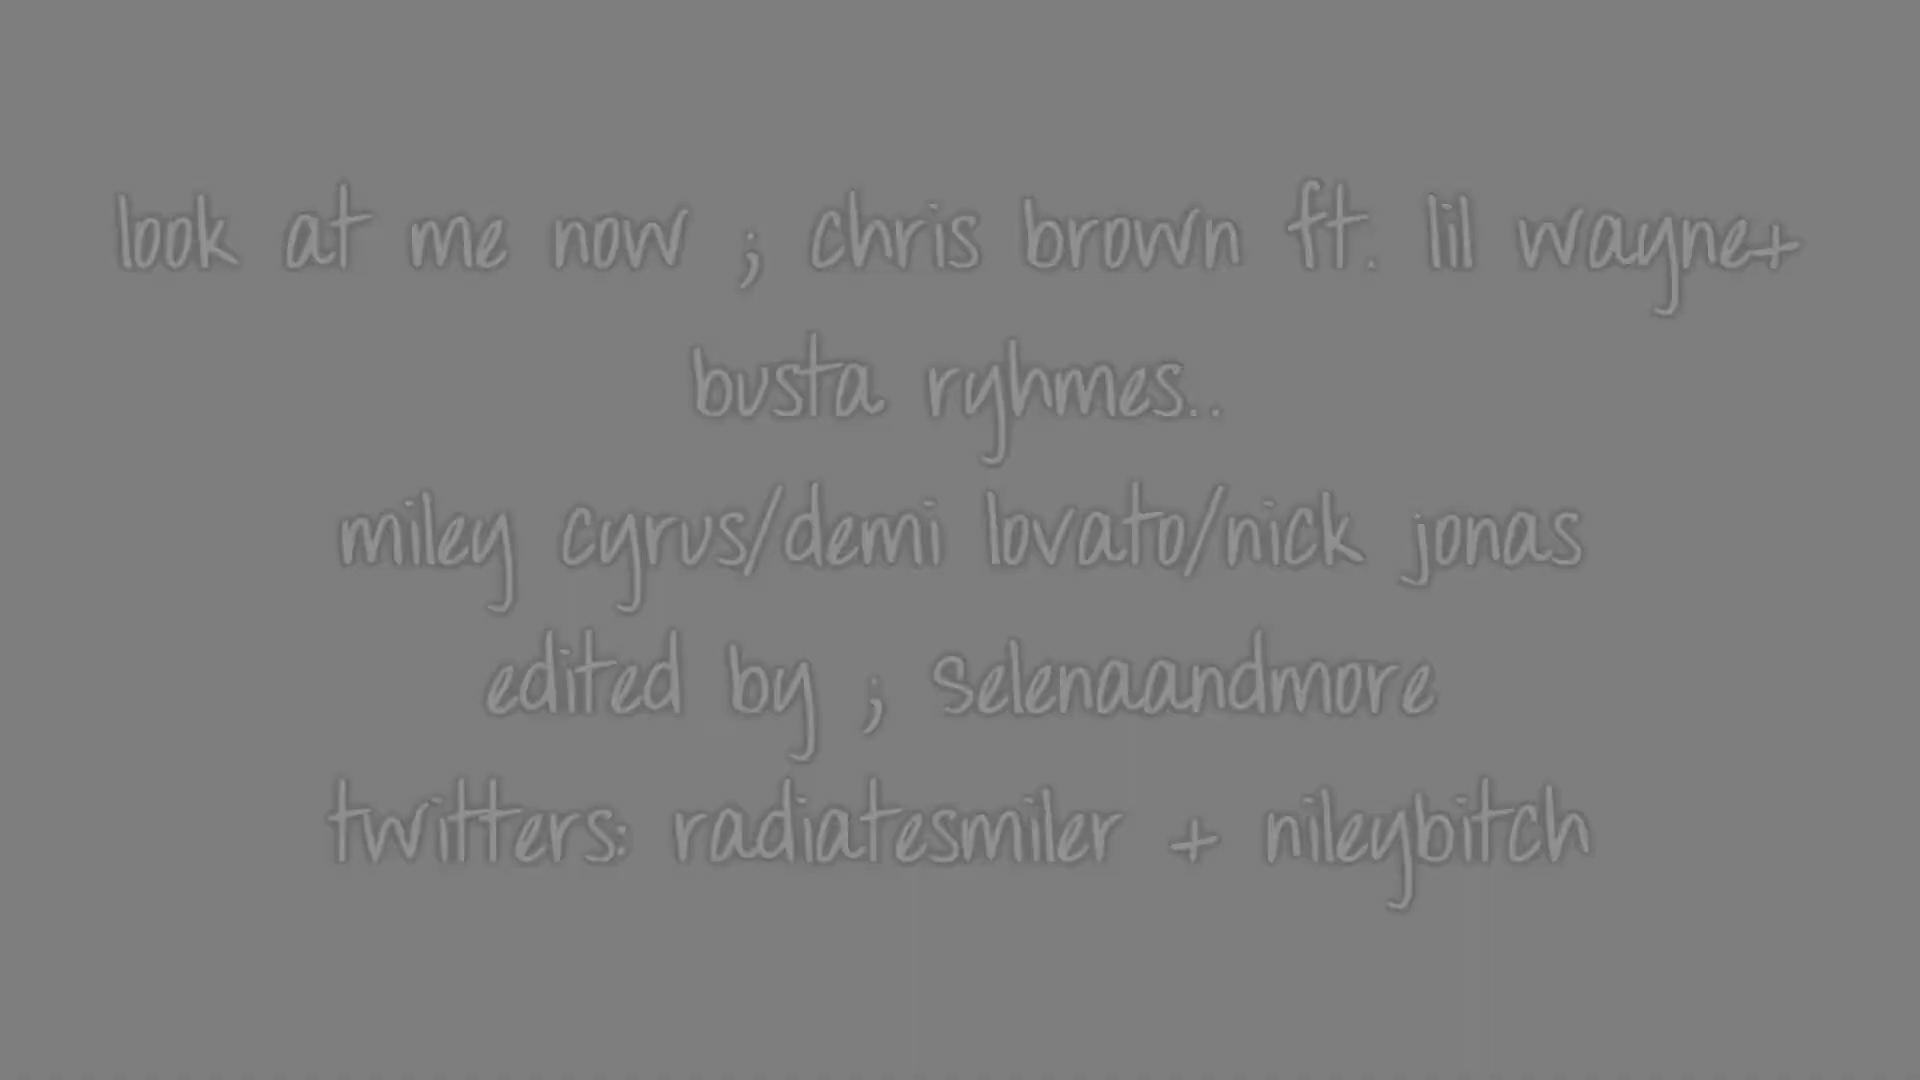 look at me now ; chris brown ft. lil wayne+
busta ryhmes..
miley cyrus/demi lovato/nick jonas
edited by ; selenaandmore
twitters: radiatesmiler + nileybitch